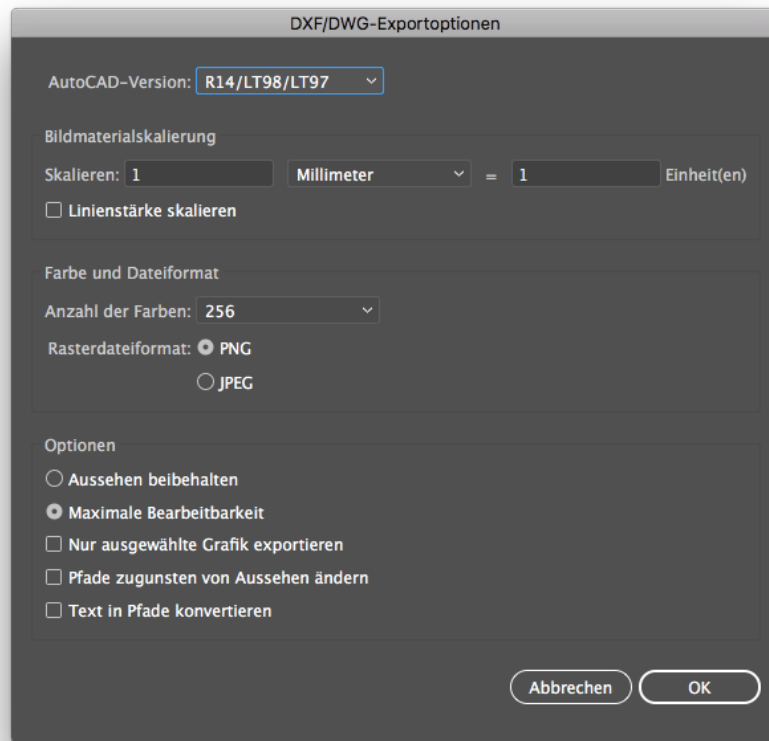 DXF/DWG-Exportoptionen
AutoCAD-Version: R14/LT98/LT97
Bildmaterialskalierung
Skalieren: 1 Millimeter = 1 Einheit(en)
Linienstärke skalieren
Farbe und Dateiformat
Anzahl der Farben: 256
Rasterdateiformat: PNG
JPEG
Optionen
Aussehen beibehalten
Maximale Bearbeitbarkeit
Nur ausgewählte Grafik exportieren
Pfade zugunsten von Aussehen ändern
Text in Pfade konvertieren
Abbrechen OK